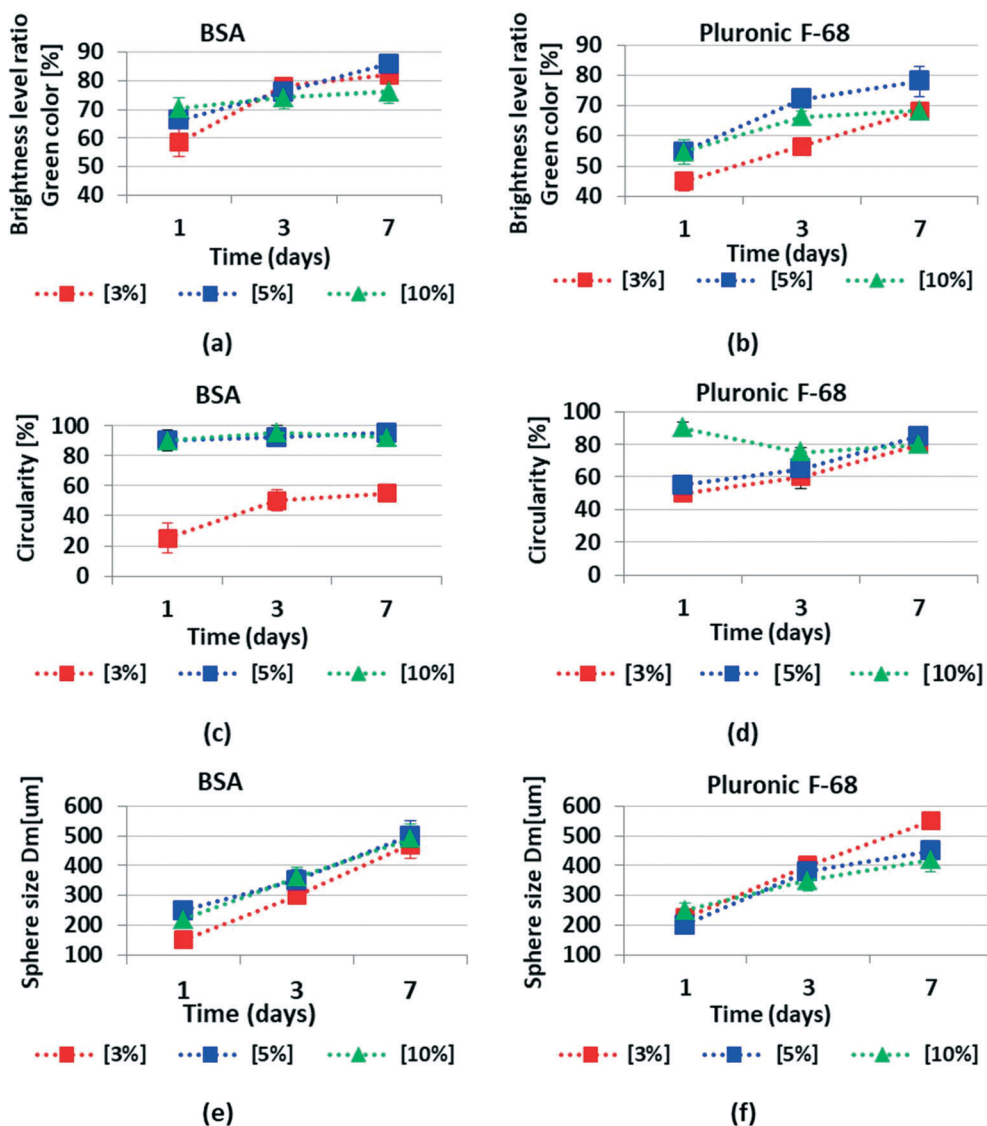 BSA
Brightness level ratio
Green color [%]
90
80
70
60
50
40
1 3 7
Time (days)
[3%] [5%] [10%]
(a)
Pluronic F-68
Brightness level ratio
Green color [%]
90
80
70
60
50
40
1 3 7
Time (days)
[3%] [5%] [10%]
(b)
BSA
Circularity [%]
100
80
60
40
20
0
1 3 7
Time (days)
[3%] [5%] [10%]
(c)
Pluronic F-68
Circularity [%]
100
80
60
40
20
0
1 3 7
Time (days)
[3%] [5%] [10%]
(d)
BSA
Sphere size Dm[um]
600
500
400
300
200
100
1 3 7
Time (days)
[3%] [5%] [10%]
(e)
Pluronic F-68
Sphere size Dm[um]
600
500
400
300
200
100
1 3 7
Time (days)
[3%] [5%] [10%]
(f)